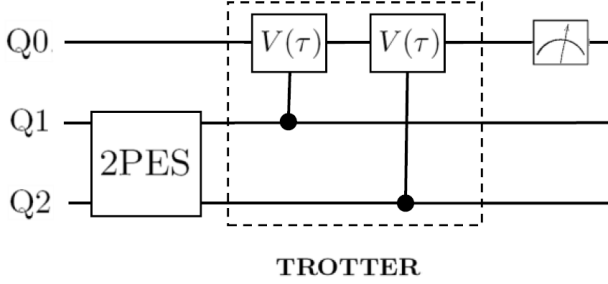 Q0
V(τ) V(τ)
Q1
2PES
Q2
TROTTER